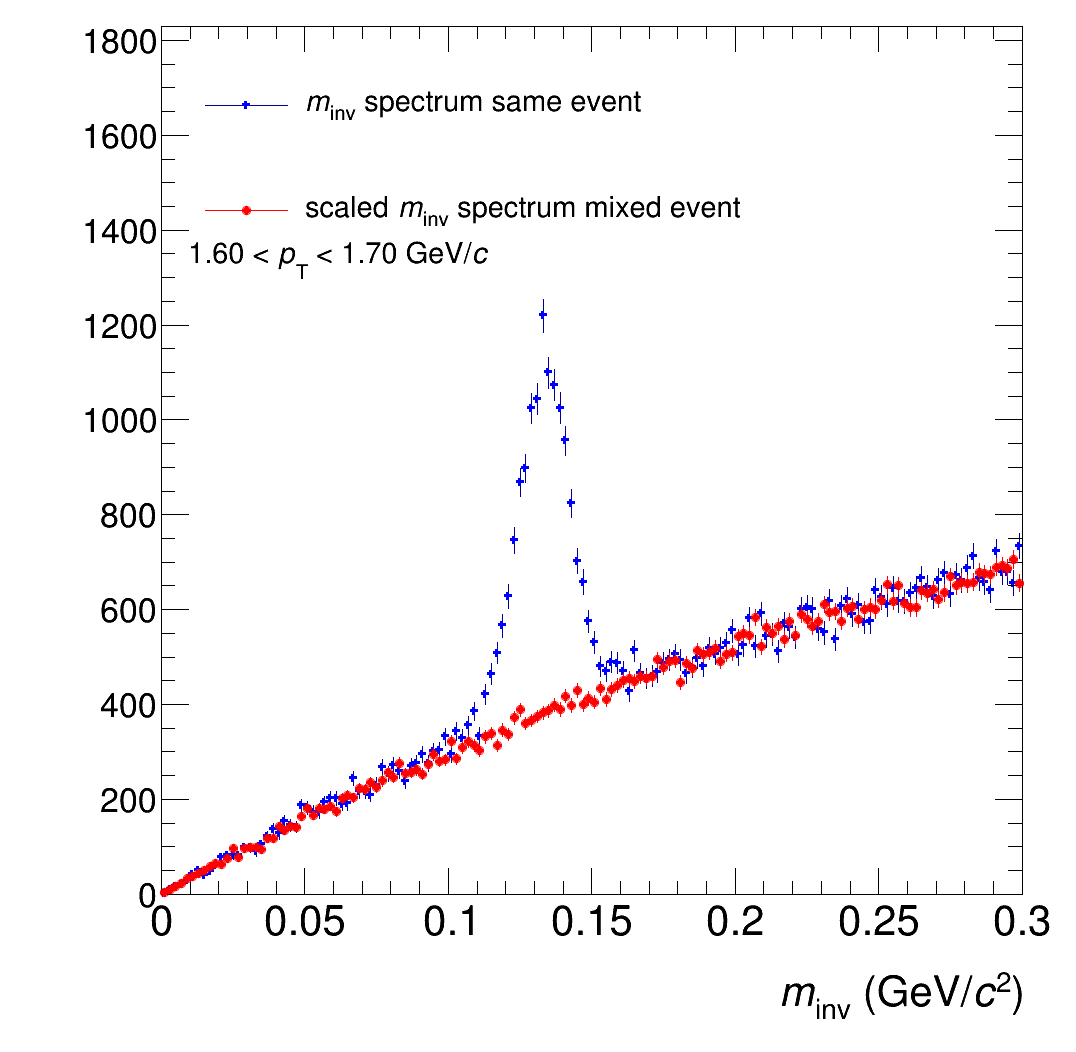 1800
m_inv spectrum same event
1600
scaled m_inv spectrum mixed event
1400
1.60 < p_T < 1.70 GeV/c
1200
1000
800
600
400
200
0
0 0.05 0.1 0.15 0.2 0.25 0.3
m_inv (GeV/c²)